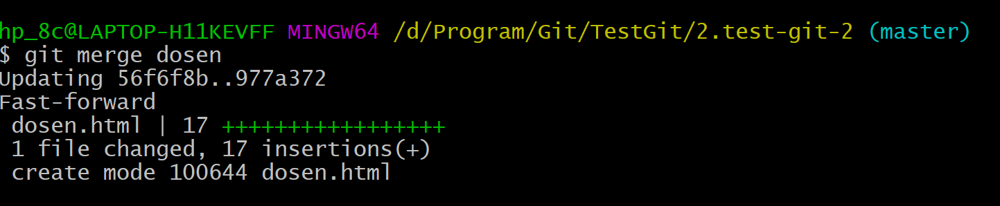 hp_8c@LAPTOP-H11KEVFF MINGW64 /d/Program/Git/TestGit/2.test-git-2 (master)
$ git merge dosen
Updating 56f6f8b..977a372
Fast-forward
 dosen.html | 17 +++++++++++++++++
 1 file changed, 17 insertions(+)
 create mode 100644 dosen.html